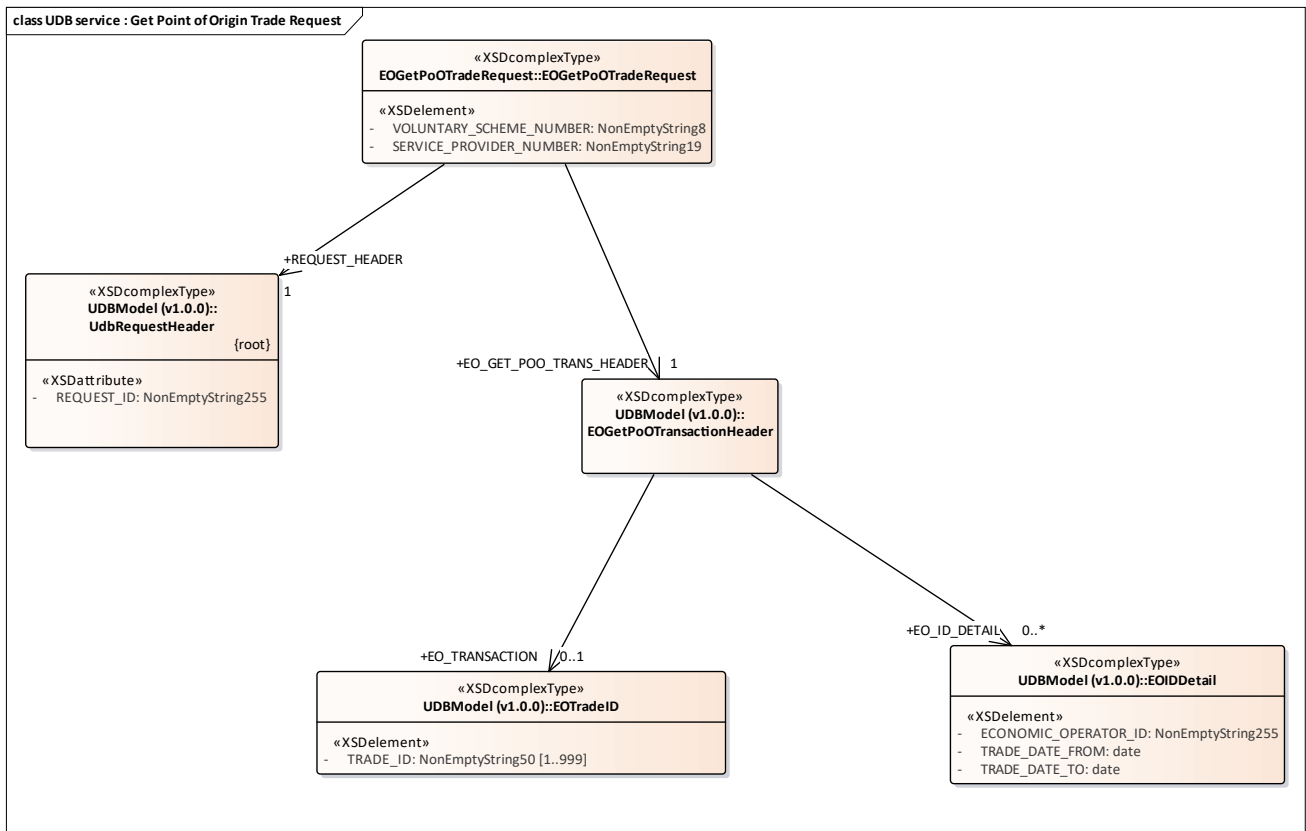 class UDB service : Get Point of Origin Trade Request
«XSDcomplexType»
EOGetPoOTradeRequest::EOGetPoOTradeRequest
«XSDelement»
- VOLUNTARY_SCHEME_NUMBER: NonEmptyString8
- SERVICE_PROVIDER_NUMBER: NonEmptyString19
+REQUEST_HEADER
1
«XSDcomplexType»
UDBModel (v1.0.0)::
UdbRequestHeader
{root}
«XSDattribute»
- REQUEST_ID: NonEmptyString255
+EO_GET_POO_TRANS_HEADER 1
«XSDcomplexType»
UDBModel (v1.0.0)::
EOGetPoOTransactionHeader
+EO_TRANSACTION 0..1
«XSDcomplexType»
UDBModel (v1.0.0)::EOTradeID
«XSDelement»
- TRADE_ID: NonEmptyString50 [1..999]
+EO_ID_DETAIL 0..*
«XSDcomplexType»
UDBModel (v1.0.0)::EOIDDetail
«XSDelement»
- ECONOMIC_OPERATOR_ID: NonEmptyString255
- TRADE_DATE_FROM: date
- TRADE_DATE_TO: date